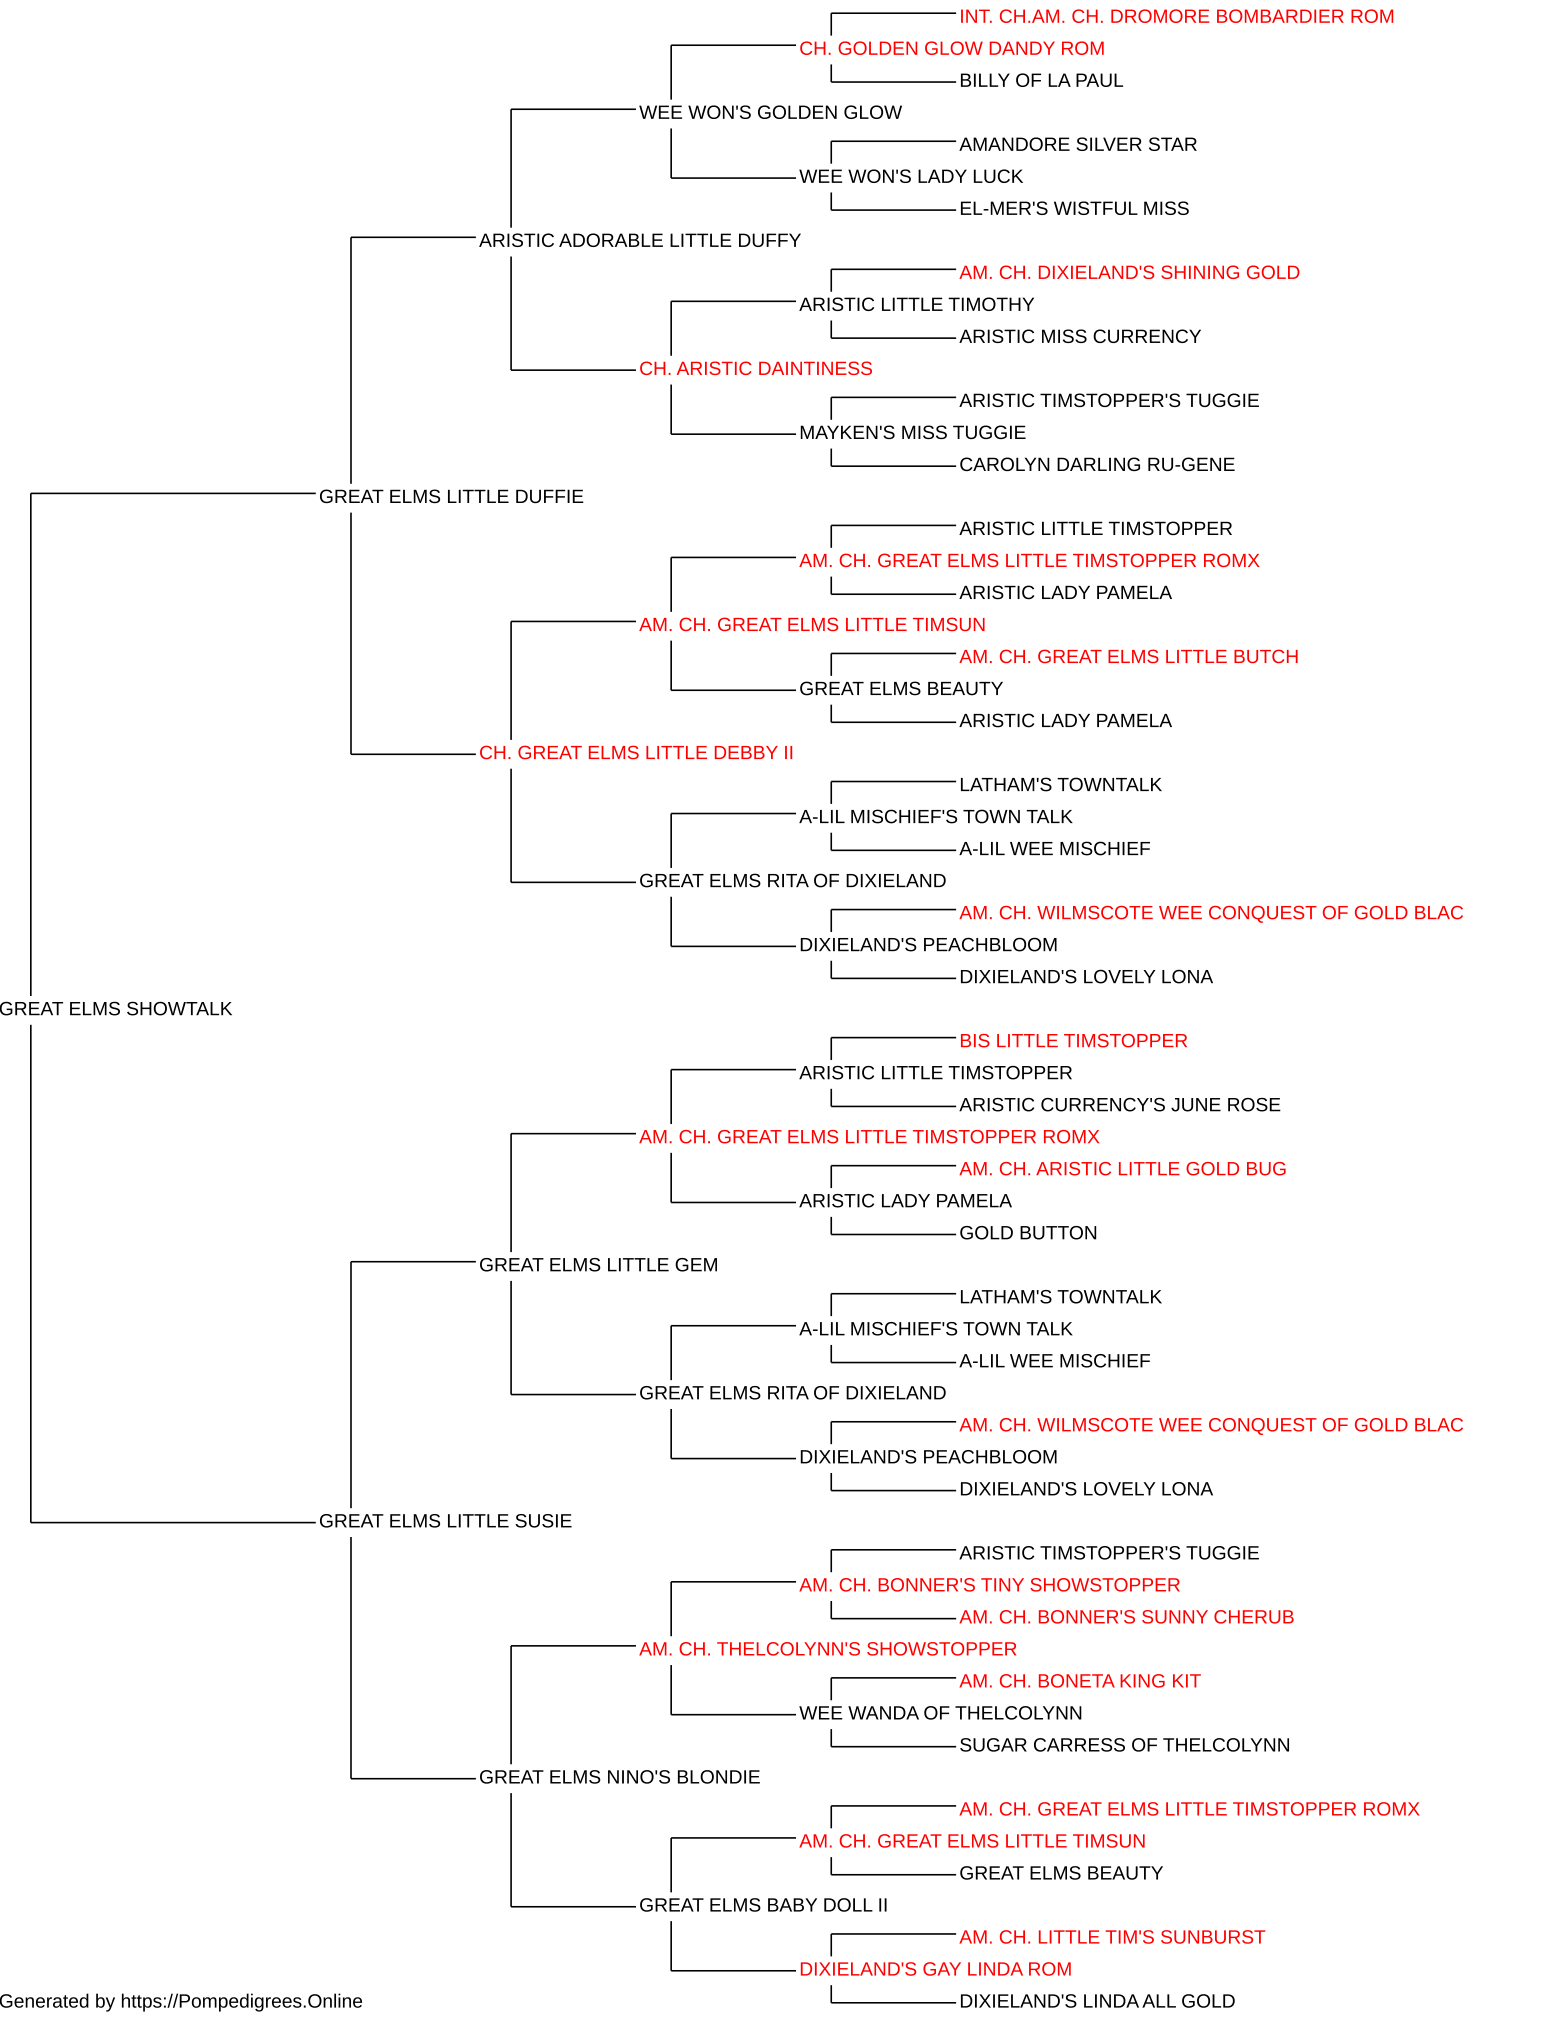 INT. CH.AM. CH. DROMORE BOMBARDIER ROM
CH. GOLDEN GLOW DANDY ROM
BILLY OF LA PAUL
WEE WON'S GOLDEN GLOW
AMANDORE SILVER STAR
WEE WON'S LADY LUCK
EL-MER'S WISTFUL MISS
ARISTIC ADORABLE LITTLE DUFFY
AM. CH. DIXIELAND'S SHINING GOLD
ARISTIC LITTLE TIMOTHY
ARISTIC MISS CURRENCY
CH. ARISTIC DAINTINESS
ARISTIC TIMSTOPPER'S TUGGIE
MAYKEN'S MISS TUGGIE
CAROLYN DARLING RU-GENE
GREAT ELMS LITTLE DUFFIE
ARISTIC LITTLE TIMSTOPPER
AM. CH. GREAT ELMS LITTLE TIMSTOPPER ROMX
ARISTIC LADY PAMELA
AM. CH. GREAT ELMS LITTLE TIMSUN
AM. CH. GREAT ELMS LITTLE BUTCH
GREAT ELMS BEAUTY
ARISTIC LADY PAMELA
CH. GREAT ELMS LITTLE DEBBY II
LATHAM'S TOWNTALK
A-LIL MISCHIEF'S TOWN TALK
A-LIL WEE MISCHIEF
GREAT ELMS RITA OF DIXIELAND
AM. CH. WILMSCOTE WEE CONQUEST OF GOLD BLAC
DIXIELAND'S PEACHBLOOM
DIXIELAND'S LOVELY LONA
GREAT ELMS SHOWTALK
BIS LITTLE TIMSTOPPER
ARISTIC LITTLE TIMSTOPPER
ARISTIC CURRENCY'S JUNE ROSE
AM. CH. GREAT ELMS LITTLE TIMSTOPPER ROMX
AM. CH. ARISTIC LITTLE GOLD BUG
ARISTIC LADY PAMELA
GOLD BUTTON
GREAT ELMS LITTLE GEM
LATHAM'S TOWNTALK
A-LIL MISCHIEF'S TOWN TALK
A-LIL WEE MISCHIEF
GREAT ELMS RITA OF DIXIELAND
AM. CH. WILMSCOTE WEE CONQUEST OF GOLD BLAC
DIXIELAND'S PEACHBLOOM
DIXIELAND'S LOVELY LONA
GREAT ELMS LITTLE SUSIE
ARISTIC TIMSTOPPER'S TUGGIE
AM. CH. BONNER'S TINY SHOWSTOPPER
AM. CH. BONNER'S SUNNY CHERUB
AM. CH. THELCOLYNN'S SHOWSTOPPER
AM. CH. BONETA KING KIT
WEE WANDA OF THELCOLYNN
SUGAR CARRESS OF THELCOLYNN
GREAT ELMS NINO'S BLONDIE
AM. CH. GREAT ELMS LITTLE TIMSTOPPER ROMX
AM. CH. GREAT ELMS LITTLE TIMSUN
GREAT ELMS BEAUTY
GREAT ELMS BABY DOLL II
AM. CH. LITTLE TIM'S SUNBURST
DIXIELAND'S GAY LINDA ROM
DIXIELAND'S LINDA ALL GOLD
Generated by https://Pompedigrees.Online